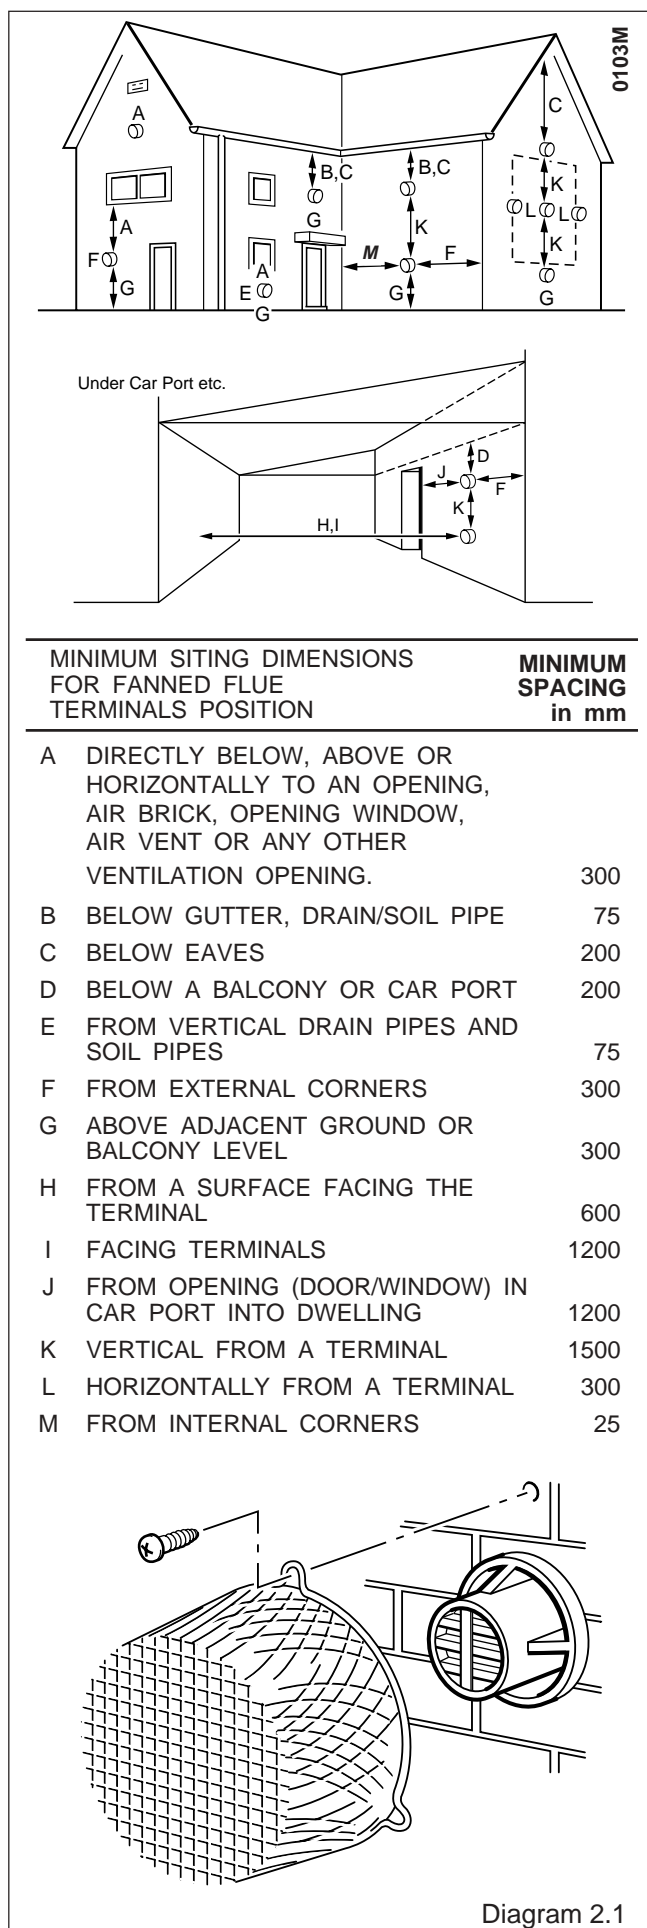 0103M
A
C
B,C
B,C
K
L
L
K
G
A
K
M
F
F
G
A
E
G
G
G
Under Car Port etc.
D
J
F
K
H,I
MINIMUM SITING DIMENSIONS
FOR FANNED FLUE
TERMINALS POSITION
MINIMUM
SPACING
in mm
A DIRECTLY BELOW, ABOVE OR
HORIZONTALLY TO AN OPENING,
AIR BRICK, OPENING WINDOW,
AIR VENT OR ANY OTHER
VENTILATION OPENING. 300
B BELOW GUTTER, DRAIN/SOIL PIPE 75
C BELOW EAVES 200
D BELOW A BALCONY OR CAR PORT 200
E FROM VERTICAL DRAIN PIPES AND
SOIL PIPES 75
F FROM EXTERNAL CORNERS 300
G ABOVE ADJACENT GROUND OR
BALCONY LEVEL 300
H FROM A SURFACE FACING THE
TERMINAL 600
I FACING TERMINALS 1200
J FROM OPENING (DOOR/WINDOW) IN
CAR PORT INTO DWELLING 1200
K VERTICAL FROM A TERMINAL 1500
L HORIZONTALLY FROM A TERMINAL 300
M FROM INTERNAL CORNERS 25
Diagram 2.1